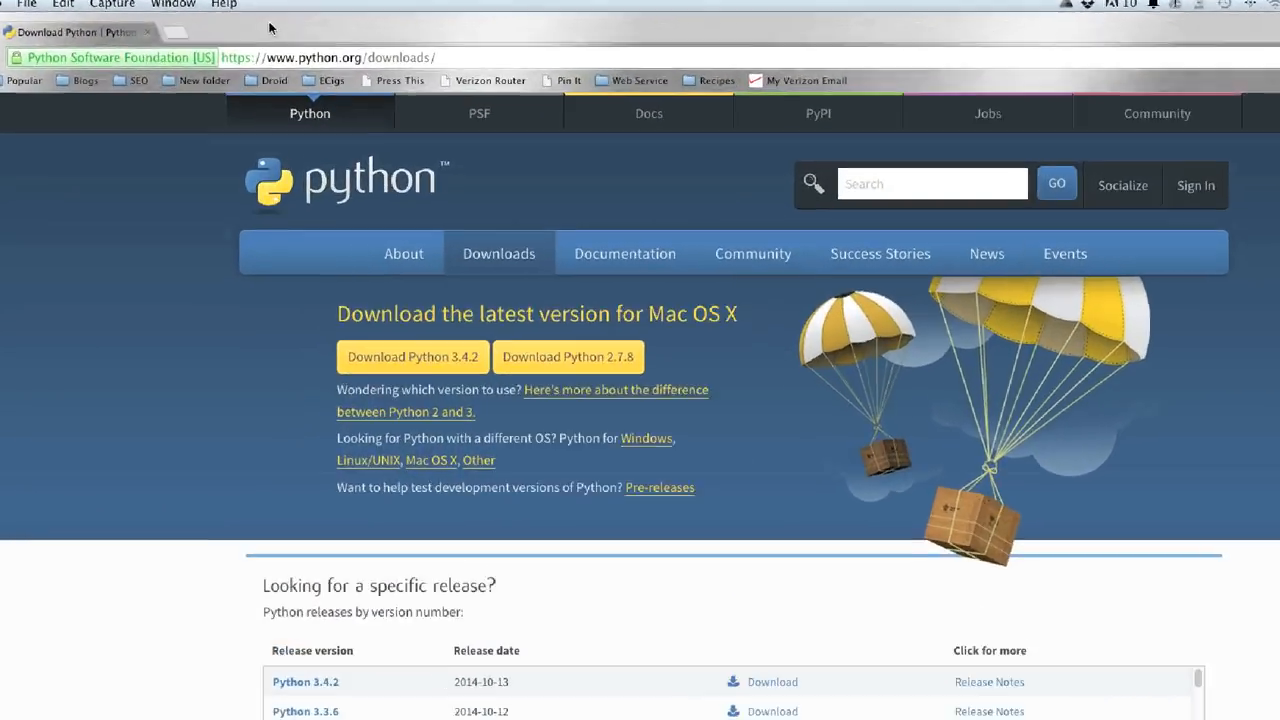 File Edit Capture Window Help
Download Python | Python
Python Software Foundation [US] https://www.python.org/downloads/
Popular Blogs SEO New folder Droid ECigs Press This Verizon Router Pin It Web Service Recipes My Verizon Email
Python PSF Docs PyPI Jobs Community
python™ Search GO Socialize Sign In
About Downloads Documentation Community Success Stories News Events
Download the latest version for Mac OS X
Download Python 3.4.2 Download Python 2.7.8
Wondering which version to use? Here's more about the difference
between Python 2 and 3.
Looking for Python with a different OS? Python for Windows,
Linux/UNIX, Mac OS X, Other
Want to help test development versions of Python? Pre-releases
Looking for a specific release?
Python releases by version number:
Release version Release date Click for more
Python 3.4.2 2014-10-13 Download Release Notes
Python 3.3.6 2014-10-12 Download Release Notes